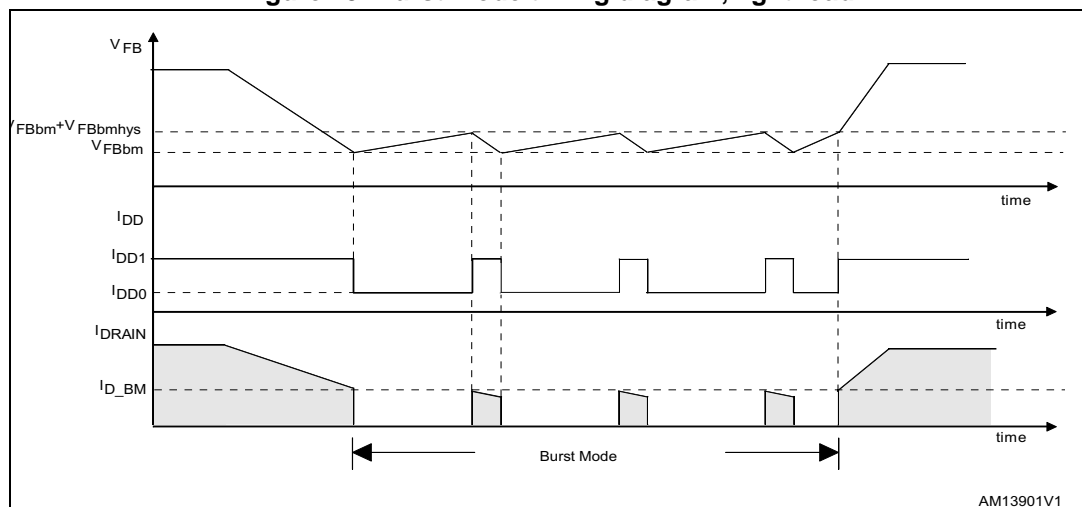 V FB
V FBbm+V FBbmhys
V FBbm
time
I DD
I DD1
I DD0
time
I DRAIN
I D_BM
time
Burst Mode
AM13901V1